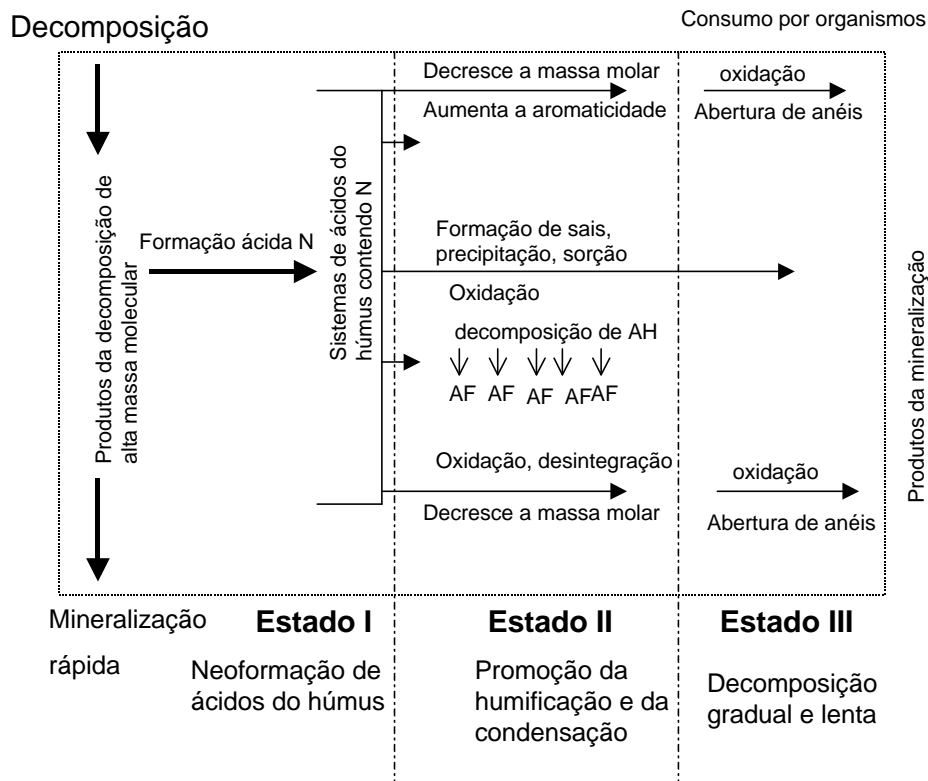 Decomposição
Consumo por organismos
Decresce a massa molar
Aumenta a aromaticidade
oxidação
Abertura de anéis
Produtos da decomposição de
alta massa molecular
Formação ácida N
Sistemas de ácidos do
húmus contendo N
Formação de sais,
precipitação, sorção
Oxidação
decomposição de AH
AF AF AF AF AF
Oxidação, desintegração
Decresce a massa molar
oxidação
Abertura de anéis
Produtos da mineralização
Mineralização
rápida
Estado I
Neoformação de
ácidos do húmus
Estado II
Promoção da
humificação e da
condensação
Estado III
Decomposição
gradual e lenta